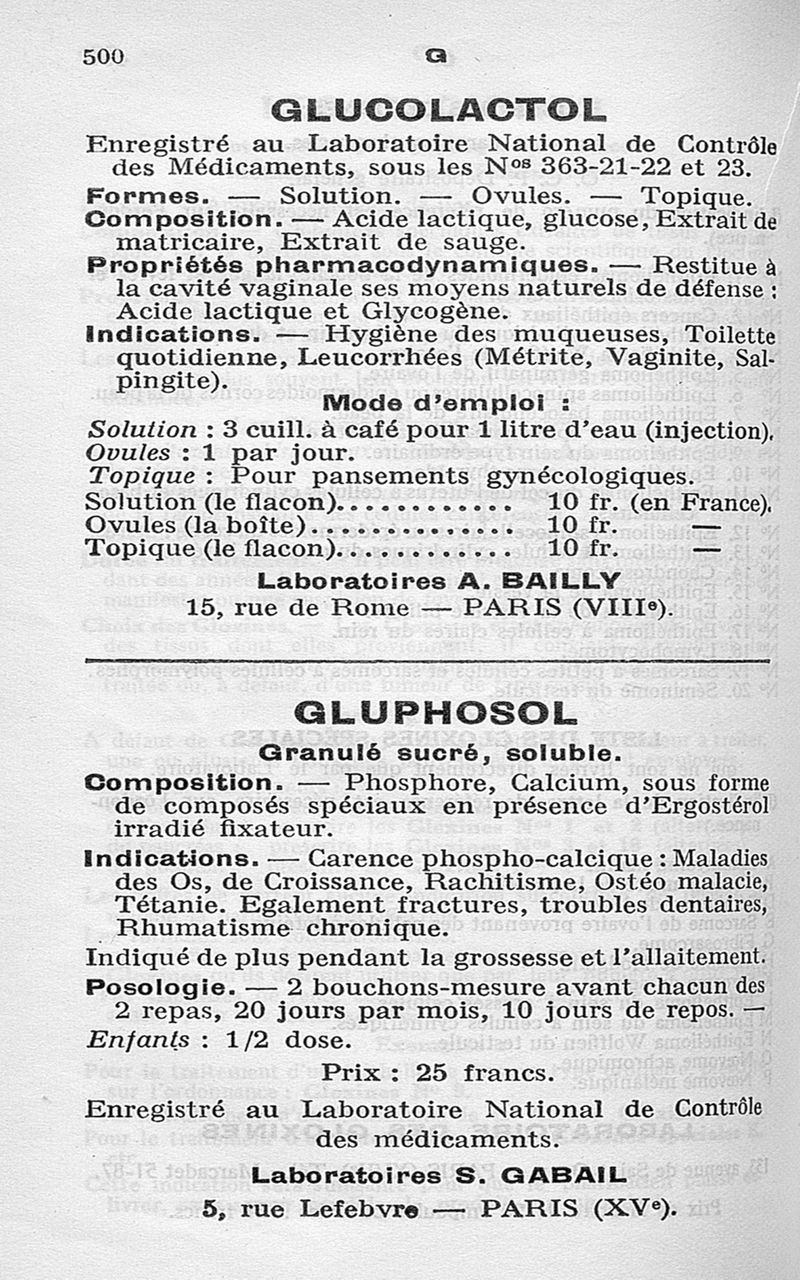 500 G
GLUCOLACTOL
Enregistré au Laboratoire National de Contrôle
des Médicaments, sous les Nos 363-21-22 et 23.
Formes. — Solution. — Ovules. — Topique.
Composition. — Acide lactique, glucose, Extrait de
matricaire, Extrait de sauge.
Propriétés pharmacodynamiques. — Restitue à
la cavité vaginale ses moyens naturels de défense :
Acide lactique et Glycogène.
Indications. — Hygiène des muqueuses, Toilette
quotidienne, Leucorrhées (Métrite, Vaginite, Sal-
pingite).
Mode d'emploi :
Solution : 3 cuill. à café pour 1 litre d'eau (injection).
Ovules : 1 par jour.
Topique : Pour pansements gynécologiques.
Solution (le flacon)............. 10 fr. (en France).
Ovules (la boîte).............. 10 fr. —
Topique (le flacon)............ 10 fr. —
Laboratoires A. BAILLY
15, rue de Rome — PARIS (VIIIe).
GLUPHOSOL
Granulé sucré, soluble.
Composition. — Phosphore, Calcium, sous forme
de composés spéciaux en présence d'Ergostérol
irradié fixateur.
Indications. — Carence phospho-calcique : Maladies
des Os, de Croissance, Rachitisme, Ostéo malacie,
Tétanie. Egalement fractures, troubles dentaires,
Rhumatisme chronique.
Indiqué de plus pendant la grossesse et l'allaitement.
Posologie. — 2 bouchons-mesure avant chacun des
2 repas, 20 jours par mois, 10 jours de repos. —
Enfants : 1/2 dose.
Prix : 25 francs.
Enregistré au Laboratoire National de Contrôle
des médicaments.
Laboratoires S. GABAIL
5, rue Lefebvre — PARIS (XVe).